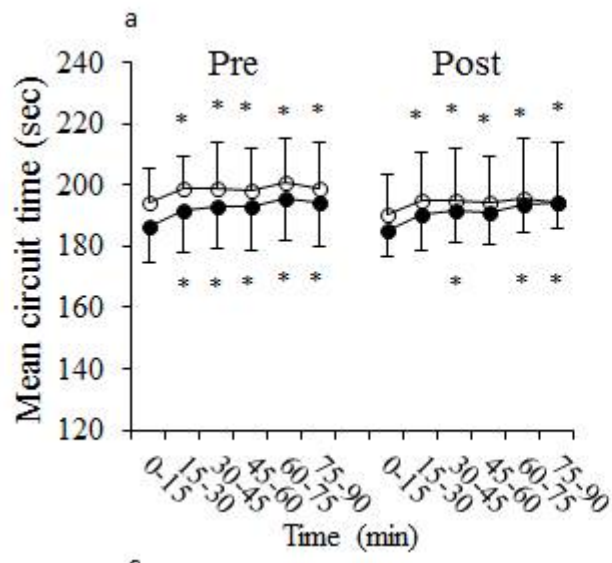 a
Pre Post
240
* * * * * * * * * *
220
200
180
160
* * * * * * * *
140
120
Mean circuit time (sec)
0-15 15-30 30-45 45-60 60-75 75-90 0-15 15-30 30-45 45-60 60-75 75-90
Time (min)